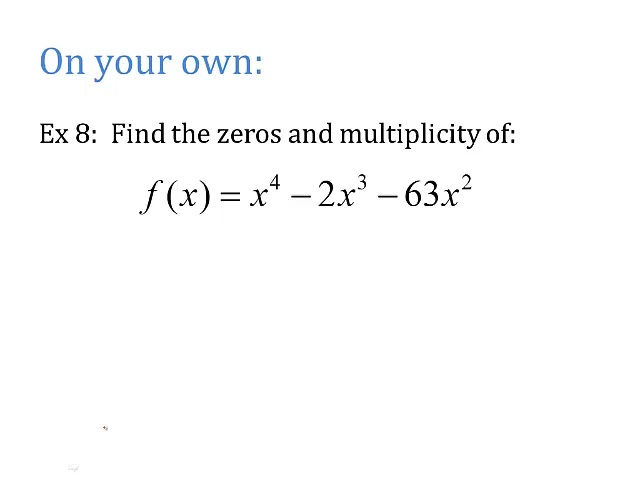 On your own:
Ex 8: Find the zeros and multiplicity of:
f(x) = x⁴ − 2x³ − 63x²